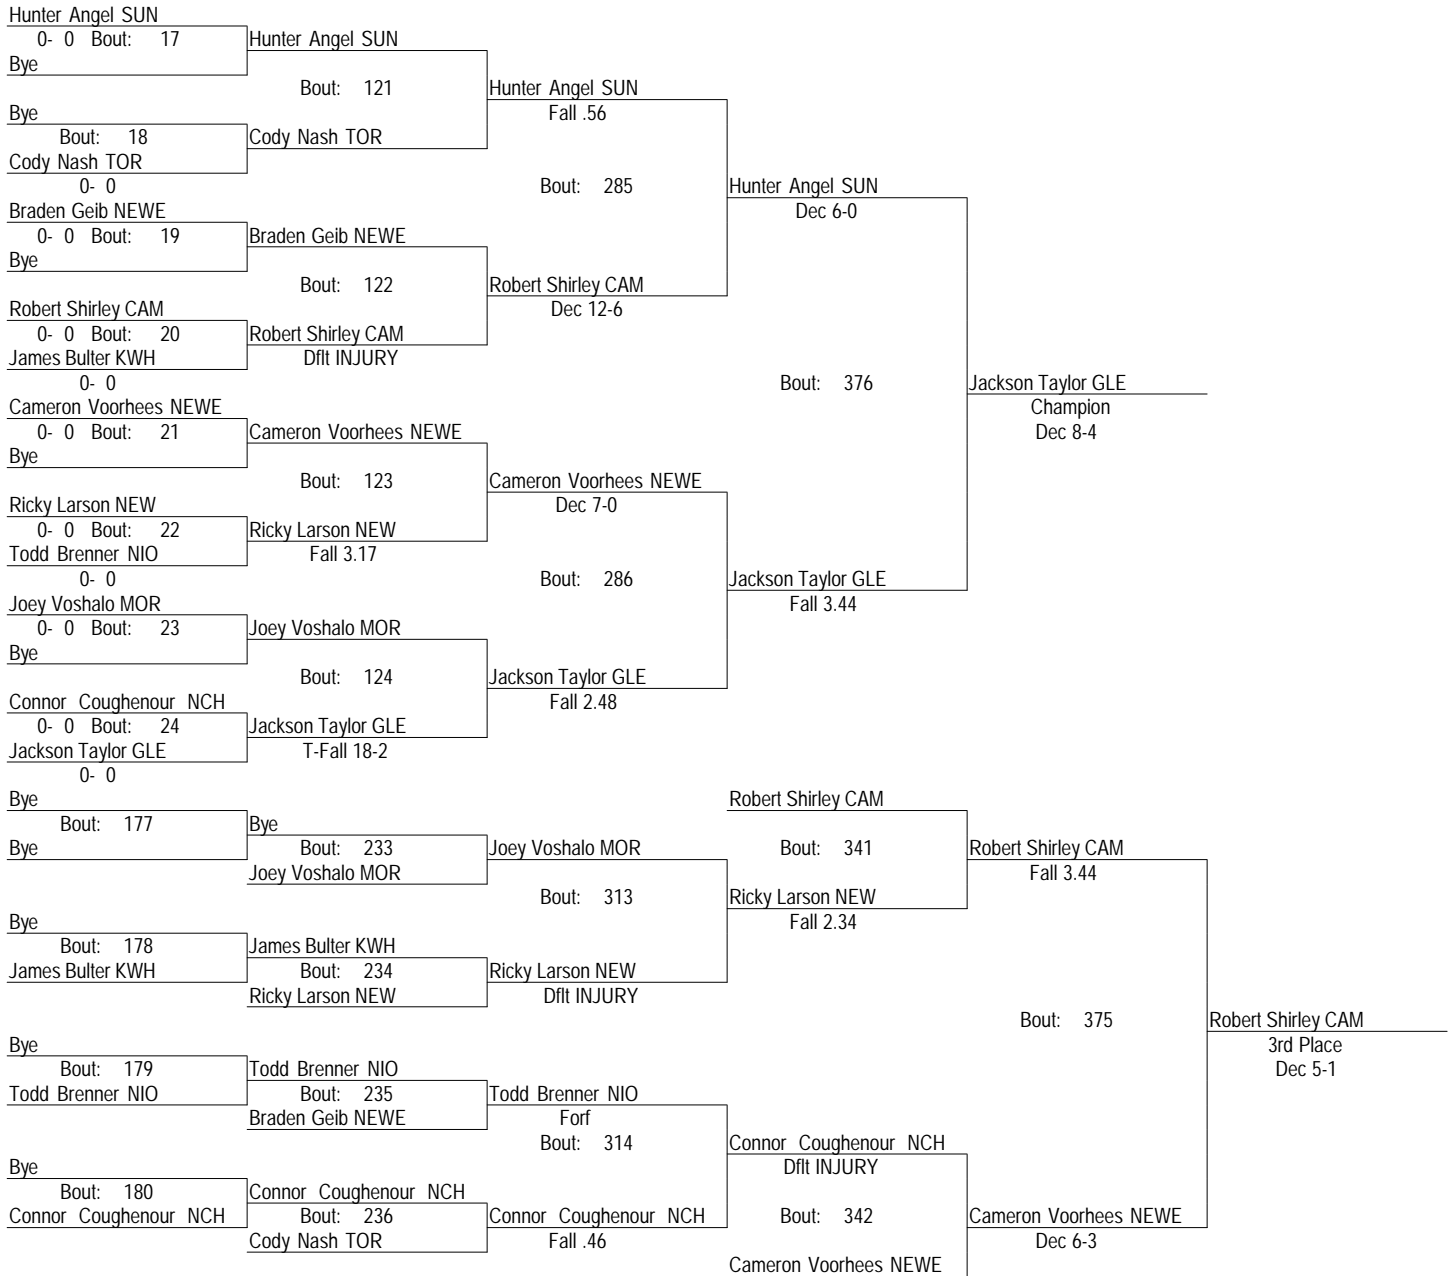 Hunter Angel SUN
0- 0 Bout: 17
Hunter Angel SUN
Bye
Bout: 121
Hunter Angel SUN
Fall .56
Bye
Bout: 18
Cody Nash TOR
Cody Nash TOR
0- 0
Bout: 285
Hunter Angel SUN
Dec 6-0
Braden Geib NEWE
0- 0 Bout: 19
Braden Geib NEWE
Bye
Bout: 122
Robert Shirley CAM
Dec 12-6
Robert Shirley CAM
0- 0 Bout: 20
Robert Shirley CAM
James Bulter KWH
Dflt INJURY
0- 0
Bout: 376
Jackson Taylor GLE
Champion
Dec 8-4
Cameron Voorhees NEWE
0- 0 Bout: 21
Cameron Voorhees NEWE
Bye
Bout: 123
Cameron Voorhees NEWE
Dec 7-0
Ricky Larson NEW
0- 0 Bout: 22
Ricky Larson NEW
Todd Brenner NIO
Fall 3.17
0- 0
Bout: 286
Jackson Taylor GLE
Fall 3.44
Joey Voshalo MOR
0- 0 Bout: 23
Joey Voshalo MOR
Bye
Bout: 124
Jackson Taylor GLE
Fall 2.48
Connor Coughenour NCH
0- 0 Bout: 24
Jackson Taylor GLE
Jackson Taylor GLE
T-Fall 18-2
0- 0
Bye
Bout: 177
Bye
Bye
Bout: 233
Joey Voshalo MOR
Joey Voshalo MOR
Robert Shirley CAM
Bout: 341
Robert Shirley CAM
Fall 3.44
Bout: 313
Ricky Larson NEW
Fall 2.34
Bye
Bout: 178
James Bulter KWH
James Bulter KWH
Bout: 234
Ricky Larson NEW
Ricky Larson NEW
Dflt INJURY
Bout: 375
Robert Shirley CAM
3rd Place
Dec 5-1
Bye
Bout: 179
Todd Brenner NIO
Todd Brenner NIO
Bout: 235
Todd Brenner NIO
Braden Geib NEWE
Forf
Bout: 314
Connor Coughenour NCH
Dflt INJURY
Bye
Bout: 180
Connor Coughenour NCH
Connor Coughenour NCH
Bout: 236
Connor Coughenour NCH
Cody Nash TOR
Fall .46
Bout: 342
Cameron Voorhees NEWE
Dec 6-3
Cameron Voorhees NEWE